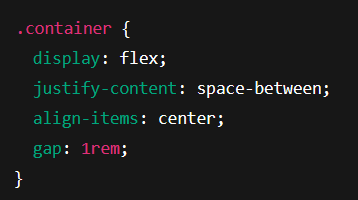 .container {
  display: flex;
  justify-content: space-between;
  align-items: center;
  gap: 1rem;
}